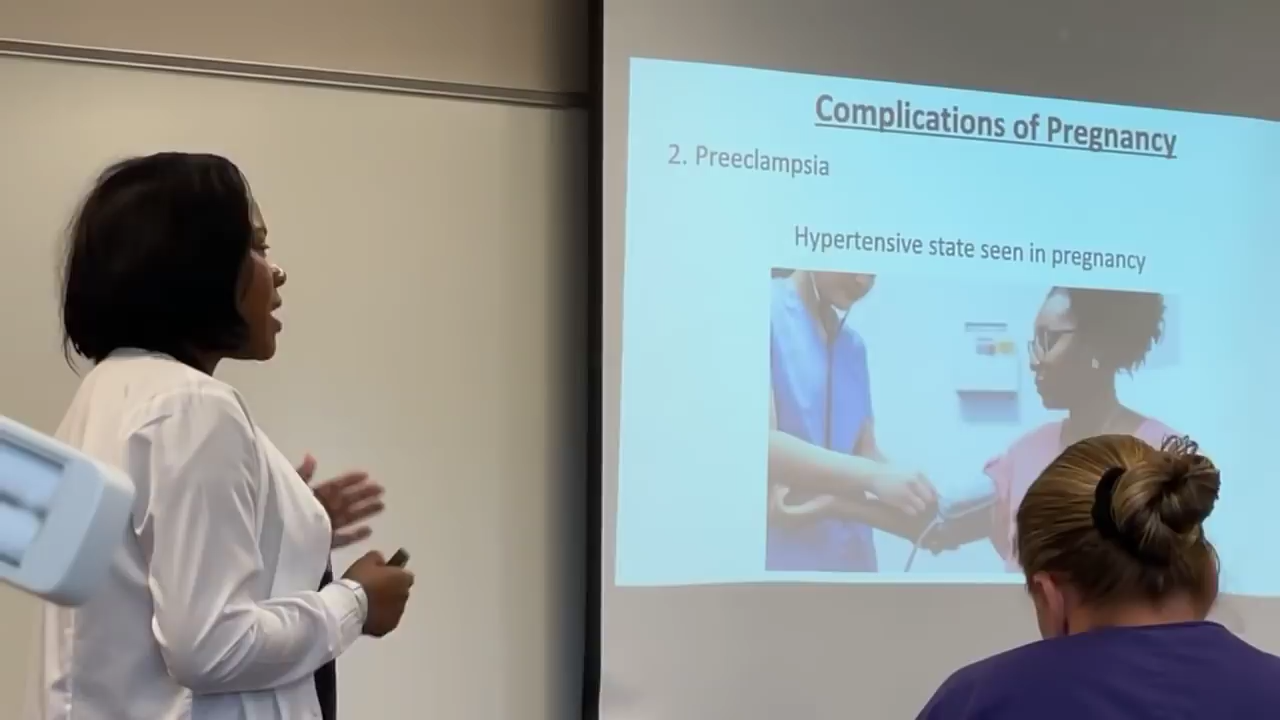 Complications of Pregnancy
2. Preeclampsia
Hypertensive state seen in pregnancy